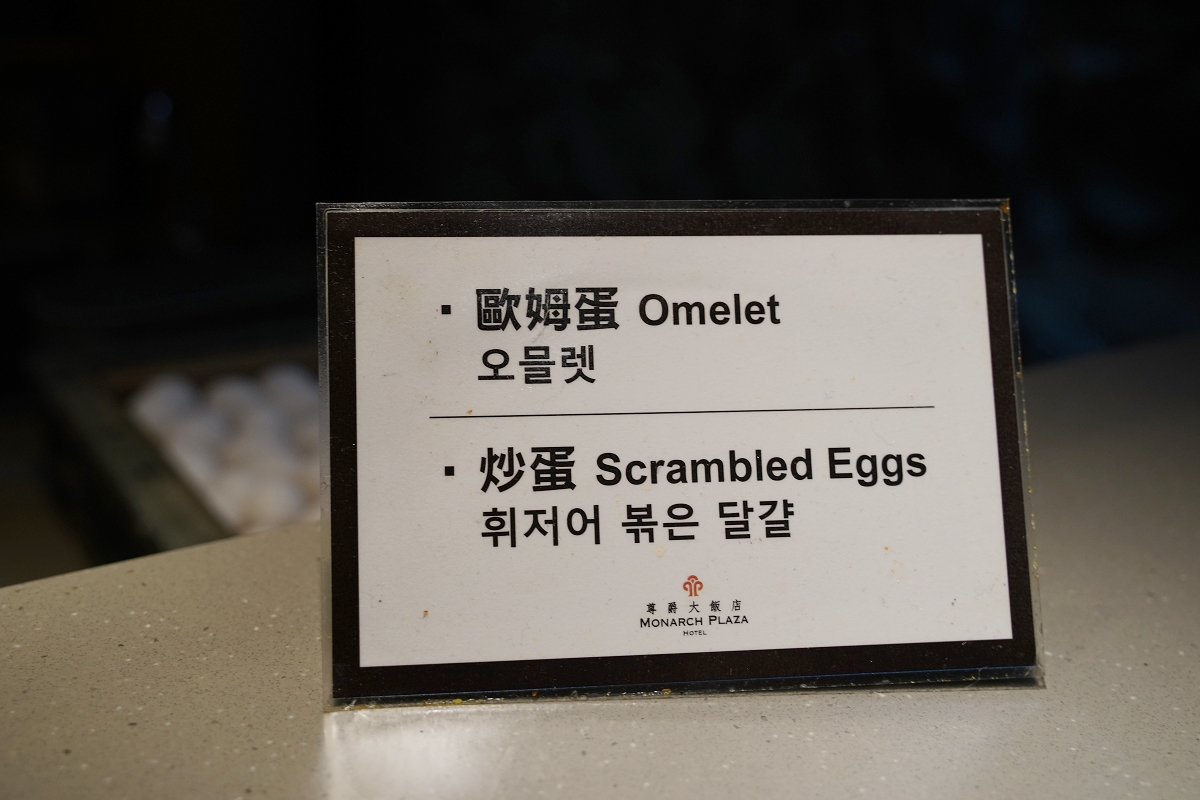 ▪ 歐姆蛋 Omelet
오믈렛
▪ 炒蛋 Scrambled Eggs
휘저어 볶은 달걀
尊爵大飯店
MONARCH PLAZA
HOTEL